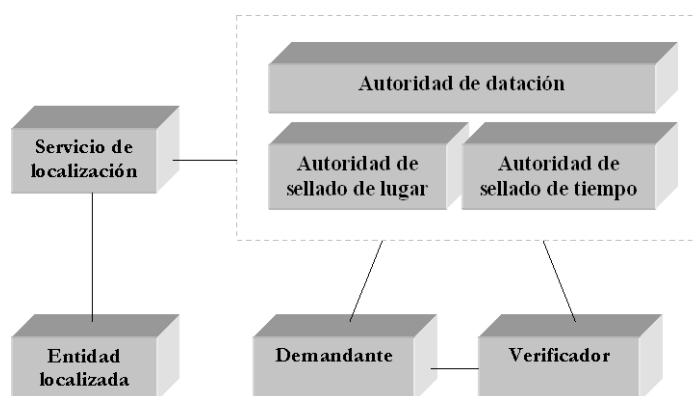 Autoridad de datación
Servicio de
localización
Autoridad de
sellado de lugar
Autoridad de
sellado de tiempo
Entidad
localizada
Demandante
Verificador